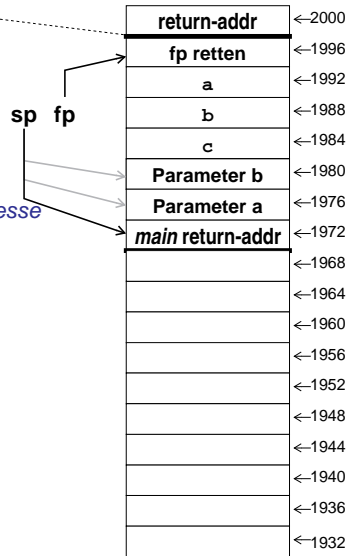 return-addr ←2000
fp retten ←1996
a ←1992
b ←1988
sp fp
c ←1984
Parameter b ←1980
Parameter a ←1976
esse
main return-addr ←1972
←1968
←1964
←1960
←1956
←1952
←1948
←1944
←1940
←1936
←1932